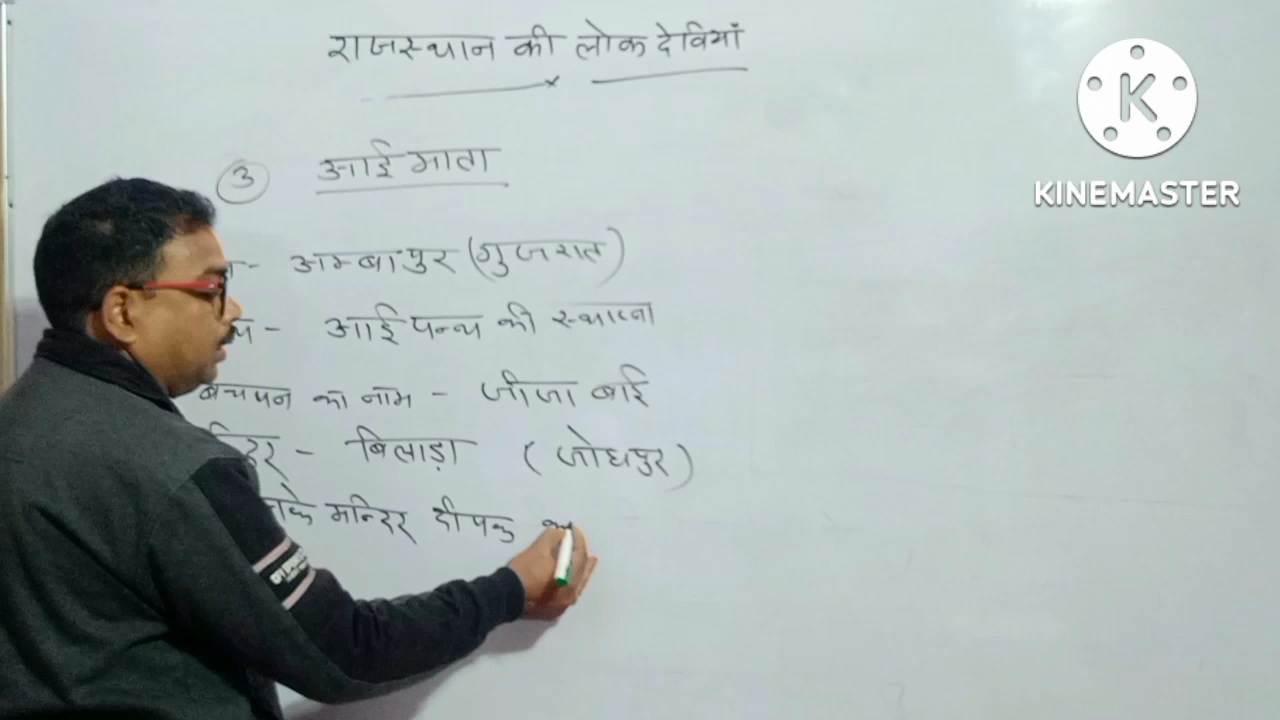 राजस्थान की लोक देवियाँ
③ आई माता
अम्बापुर (गुजरात)
- आई पन्थ की स्थापना
बचपन का नाम - जीजा बाई
- बिलाड़ा (जोधपुर)
मन्दिर दीपक
K
KINEMASTER